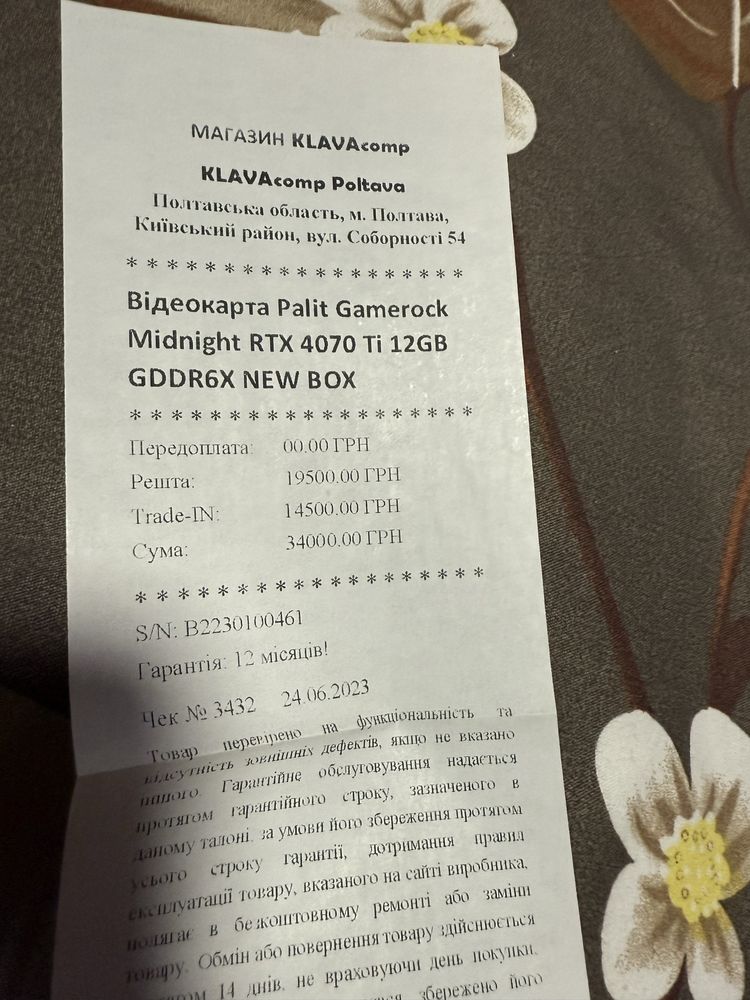 МАГАЗИН KLAVAcomp
KLAVAcomp Poltava
Полтавська область, м. Полтава,
Київський район, вул. Соборності 54
* * * * * * * * * * * * * * * * * *
Відеокарта Palit Gamerock
Midnight RTX 4070 Ti 12GB
GDDR6X NEW BOX
* * * * * * * * * * * * * * * * * *
Передоплата: 00.00 ГРН
Решта: 19500.00 ГРН
Trade-IN: 14500.00 ГРН
Сума: 34000.00 ГРН
* * * * * * * * * * * * * * * * * *
S/N: B2230100461
Гарантія: 12 місяців!
Чек № 3432 24.06.2023
Товар перевірено на функціональність та
відсутність зовнішніх дефектів, якщо не вказано
іншого. Гарантійне обслуговування надається
протягом гарантійного строку, зазначеного в
даному талоні, за умови його збереження протягом
усього строку гарантії, дотримання правил
експлуатації товару, вказаного на сайті виробника,
полягає в безкоштовному ремонті або заміни
товару. Обмін або повернення товару здійснюється
14 днів, не враховуючи день покупки,
збережено його